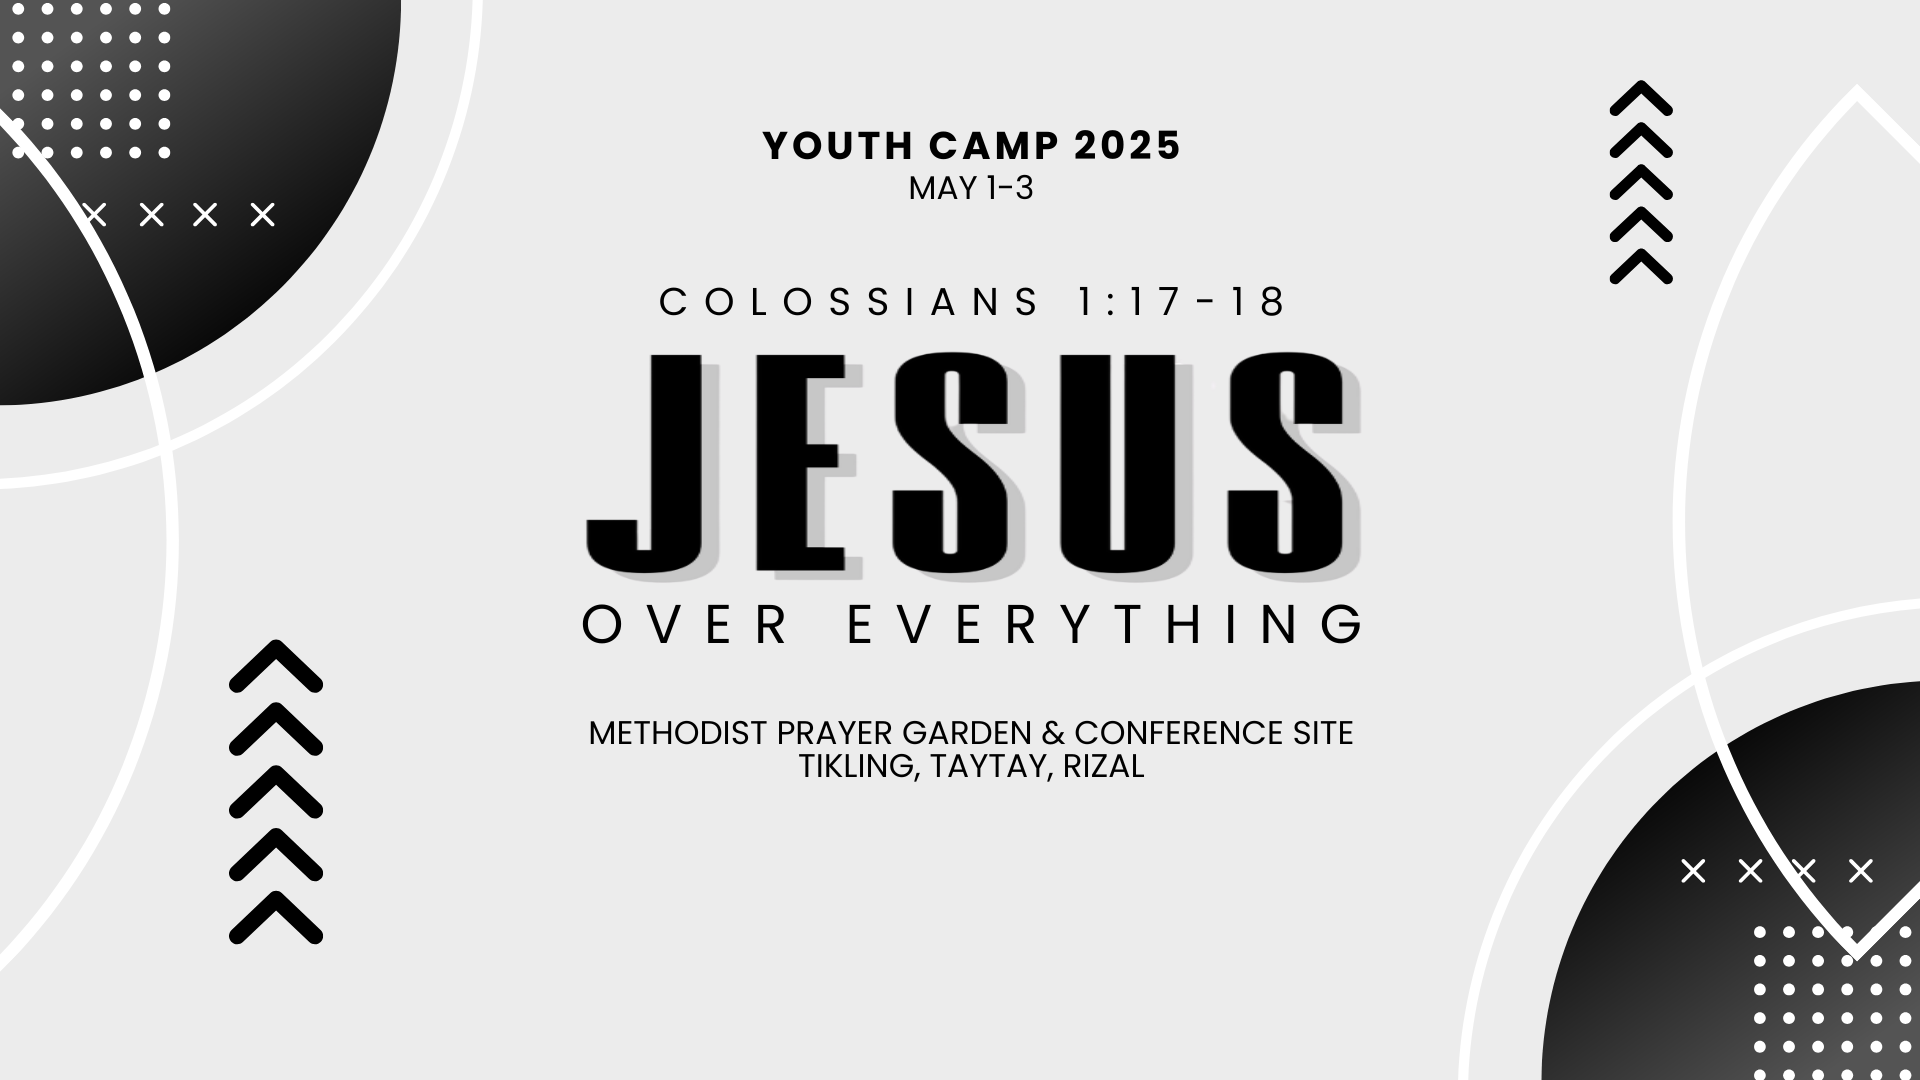 YOUTH CAMP 2025
MAY 1-3
COLOSSIANS 1:17-18
JESUS
OVER EVERYTHING
METHODIST PRAYER GARDEN & CONFERENCE SITE
TIKLING, TAYTAY, RIZAL